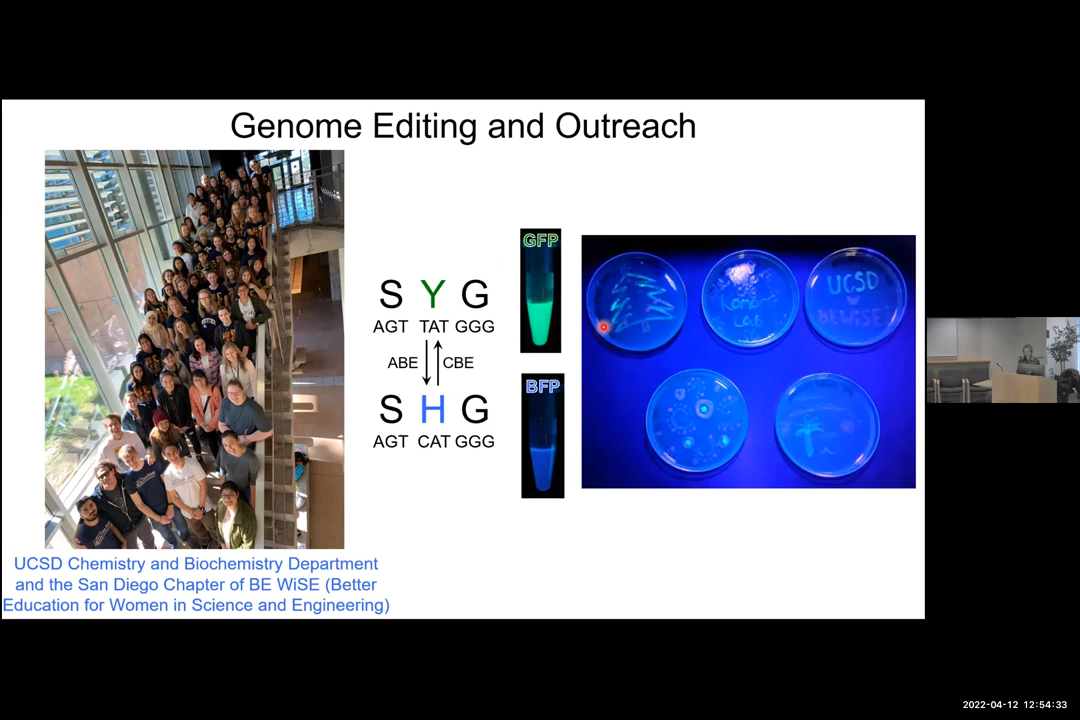 Genome Editing and Outreach
S Y G
AGT TAT GGG
ABE CBE
S H G
AGT CAT GGG
GFP
BFP
UCSD
BEWiSE
Lab
UCSD Chemistry and Biochemistry Department
and the San Diego Chapter of BE WiSE (Better
Education for Women in Science and Engineering)
2022-04-12 12:54:33